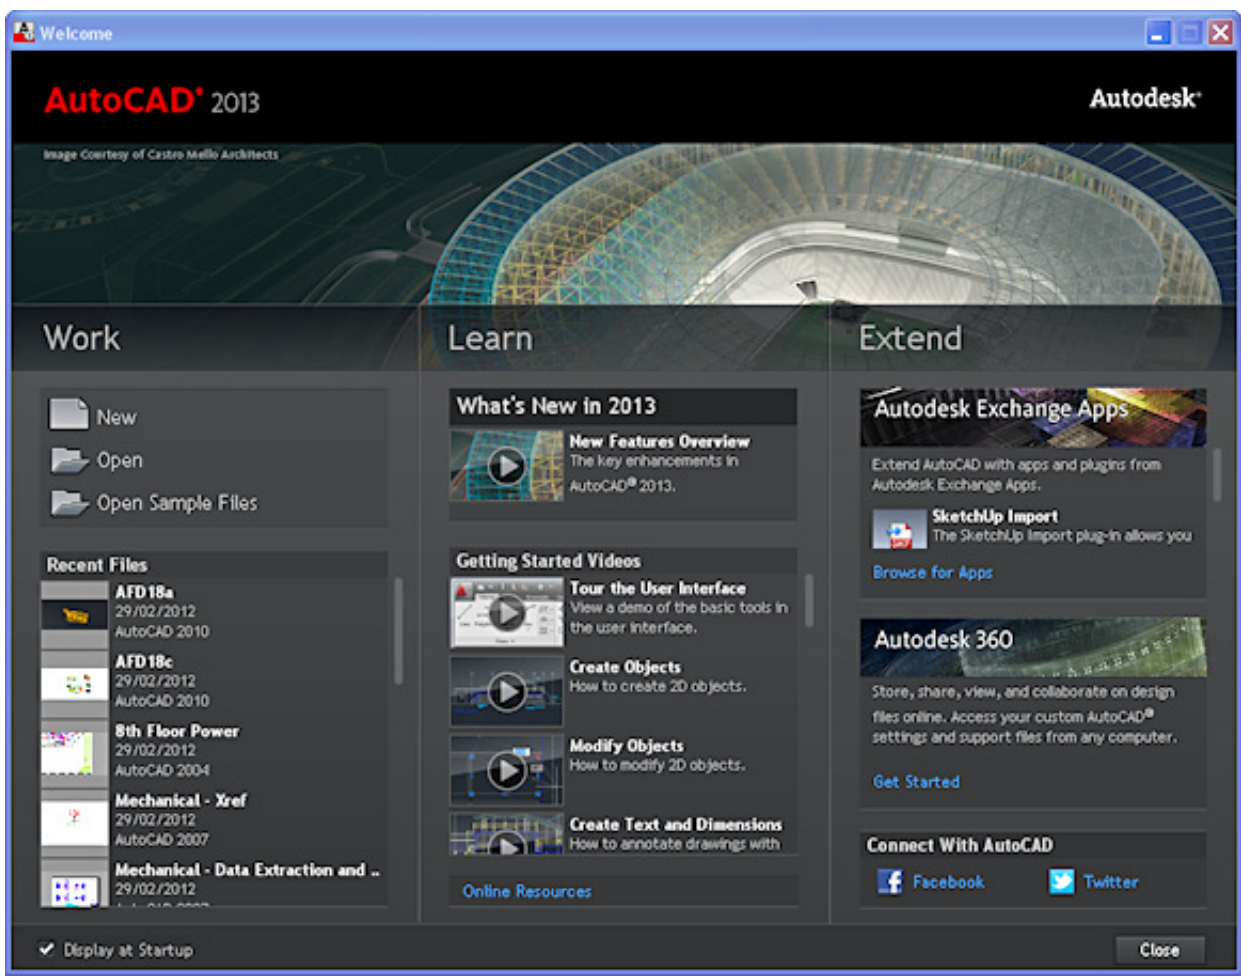 Welcome
AutoCAD® 2013
Autodesk®
Image Courtesy of Castro Mello Architects
Work
New
Open
Open Sample Files
Recent Files
AFD18a
29/02/2012
AutoCAD 2010
AFD18c
29/02/2012
AutoCAD 2010
8th Floor Power
29/02/2012
AutoCAD 2004
Mechanical - Xref
29/02/2012
AutoCAD 2007
Mechanical - Data Extraction and ..
29/02/2012
Learn
What's New in 2013
New Features Overview
The key enhancements in
AutoCAD® 2013.
Getting Started Videos
Tour the User Interface
View a demo of the basic tools in
the user interface.
Create Objects
How to create 2D objects.
Modify Objects
How to modify 2D objects.
Create Text and Dimensions
How to annotate drawings with
Online Resources
Extend
Autodesk Exchange Apps
Extend AutoCAD with apps and plugins from
Autodesk Exchange Apps.
SketchUp Import
The SketchUp Import plug-in allows you
Browse for Apps
Autodesk 360
Store, share, view, and collaborate on design
files online. Access your custom AutoCAD®
settings and support files from any computer.
Get Started
Connect With AutoCAD
Facebook
Twitter
Display at Startup
Close